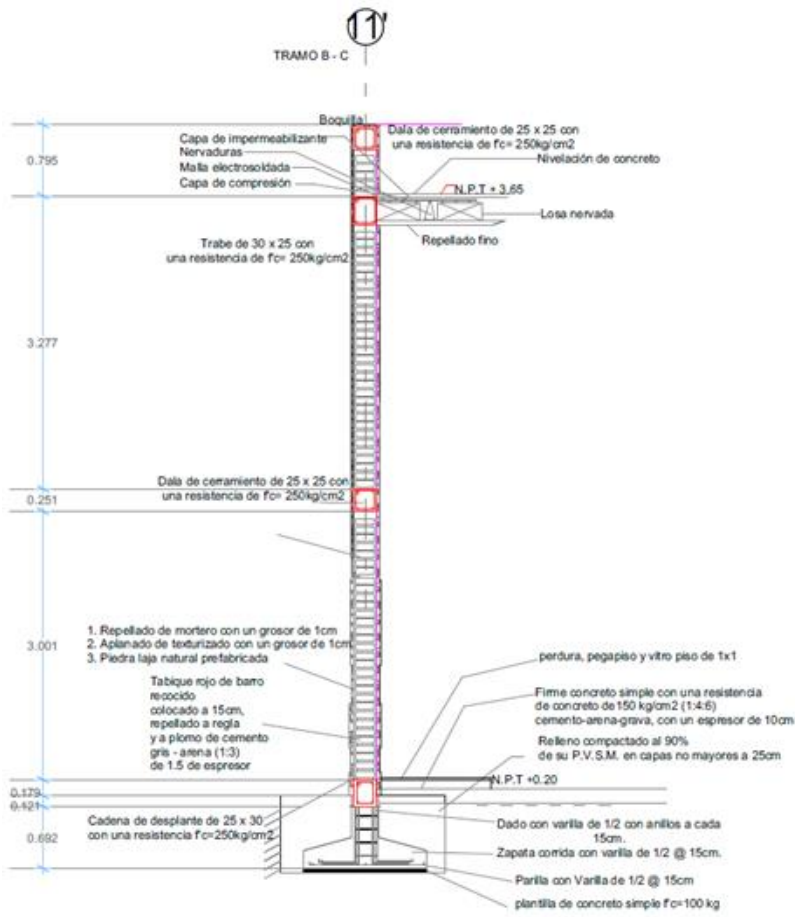 11'
TRAMO B - C
Boquilla
Capa de impermeabilizante
Nervaduras
Malla electrosoldada
Capa de compresión
Dala de cerramiento de 25 x 25 con
una resistencia de f'c= 250kg/cm2
Nivelación de concreto
0.795
N.P.T + 3,65
Losa nervada
Repellado fino
Trabe de 30 x 25 con
una resistencia de f'c= 250kg/cm2
3.277
Dala de cerramiento de 25 x 25 con
una resistencia de f'c= 250kg/cm2
0.251
3.001
1. Repellado de mortero con un grosor de 1cm
2. Aplanado de texturizado con un grosor de 1cm
3. Piedra laja natural prefabricada
Tabique rojo de barro
recocido
colocado a 15cm,
repellado a regla
y a plomo de cemento
gris - arena (1:3)
de 1.5 de espesor
perdura, pegapiso y vitro piso de 1x1
Firme concreto simple con una resistencia
de concreto de150 kg/cm2 (1:4:6)
cemento-arena-grava, con un espresor de 10cm
Relleno compactado al 90%
de su P.V.S.M. en capas no mayores a 25cm
N.P.T +0.20
0.179
0.121
0.692
Cadena de desplante de 25 x 30
con una resistencia f'c=250kg/cm2
Dado con varilla de 1/2 con anillos a cada
15cm.
Zapata corrida con varilla de 1/2 @ 15cm.
Parilla con Varilla de 1/2 @ 15cm
plantilla de concreto simple f'c=100 kg